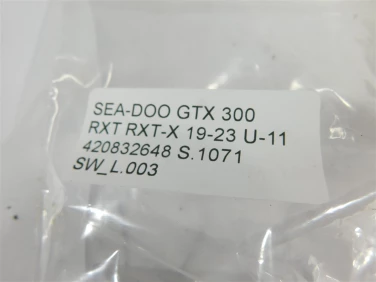 SEA-DOO GTX 300
RXT RXT-X 19-23 U-11
420832648 S.1071
SW_L.003